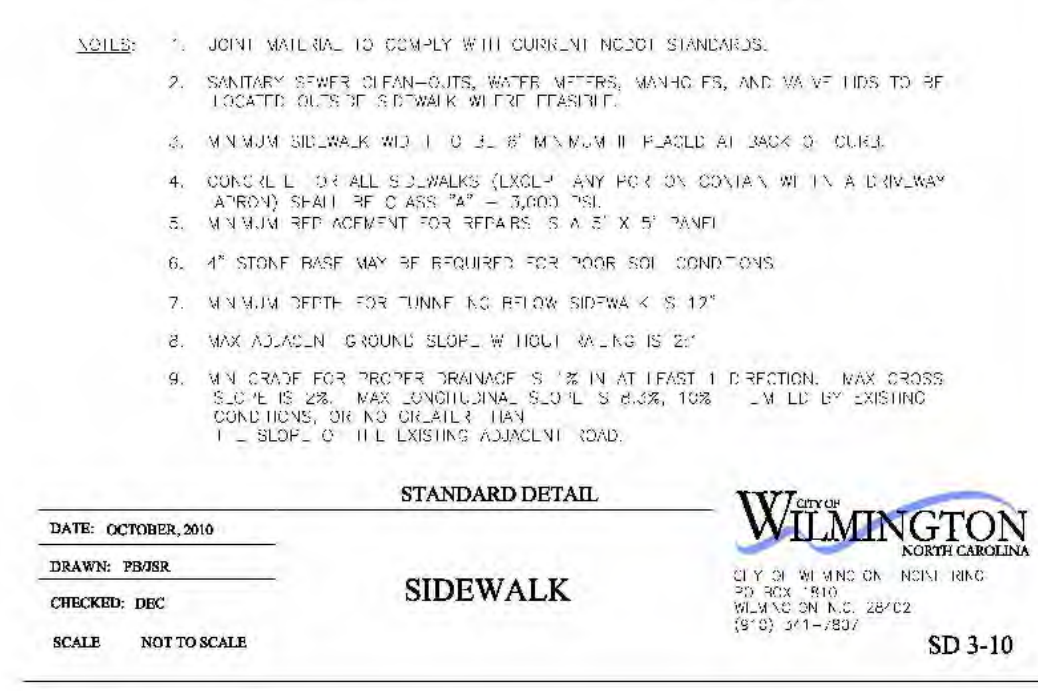 NOTES: 1. JOINT MATERIAL TO COMPLY WITH CURRENT NCDOT STANDARDS.
2. SANITARY SEWER CLEAN-OUTS, WATER METERS, MANHOLES, AND VALVE LIDS TO BE
LOCATED OUTSIDE SIDEWALK WHERE FEASIBLE.
3. MINIMUM SIDEWALK WIDTH TO BE 6' MINIMUM IF PLACED AT BACK OF CURB.
4. CONCRETE FOR ALL SIDEWALKS (EXCEPT ANY PORTION CONTAIN WITHIN A DRIVEWAY
APRON) SHALL BE CLASS "A" - 3,000 PSI.
5. MINIMUM REPLACEMENT FOR REPAIRS IS A 5' X 5' PANEL
6. 4" STONE BASE MAY BE REQUIRED FOR POOR SOIL CONDITIONS
7. MINIMUM DEPTH FOR TUNNELING BELOW SIDEWALK IS 12"
8. MAX ADJACENT GROUND SLOPE WITHOUT RAILING IS 2:1
9. MIN GRADE FOR PROPER DRAINAGE IS 1% IN AT LEAST 1 DIRECTION. MAX CROSS
SLOPE IS 2%. MAX LONGITUDINAL SLOPE IS 8.3%, 10% IF LIMITED BY EXISTING
CONDITIONS, OR NO GREATER THAN
THE SLOPE OF THE EXISTING ADJACENT ROAD.
STANDARD DETAIL
DATE: OCTOBER, 2010
DRAWN: PB/JSR
CHECKED: DEC
SCALE NOT TO SCALE
SIDEWALK
CITY OF
WILMINGTON
NORTH CAROLINA
CITY OF WILMINGTON ENGINEERING
PO BOX 1810
WILMINGTON N.C. 28402
(910) 341-7807
SD 3-10